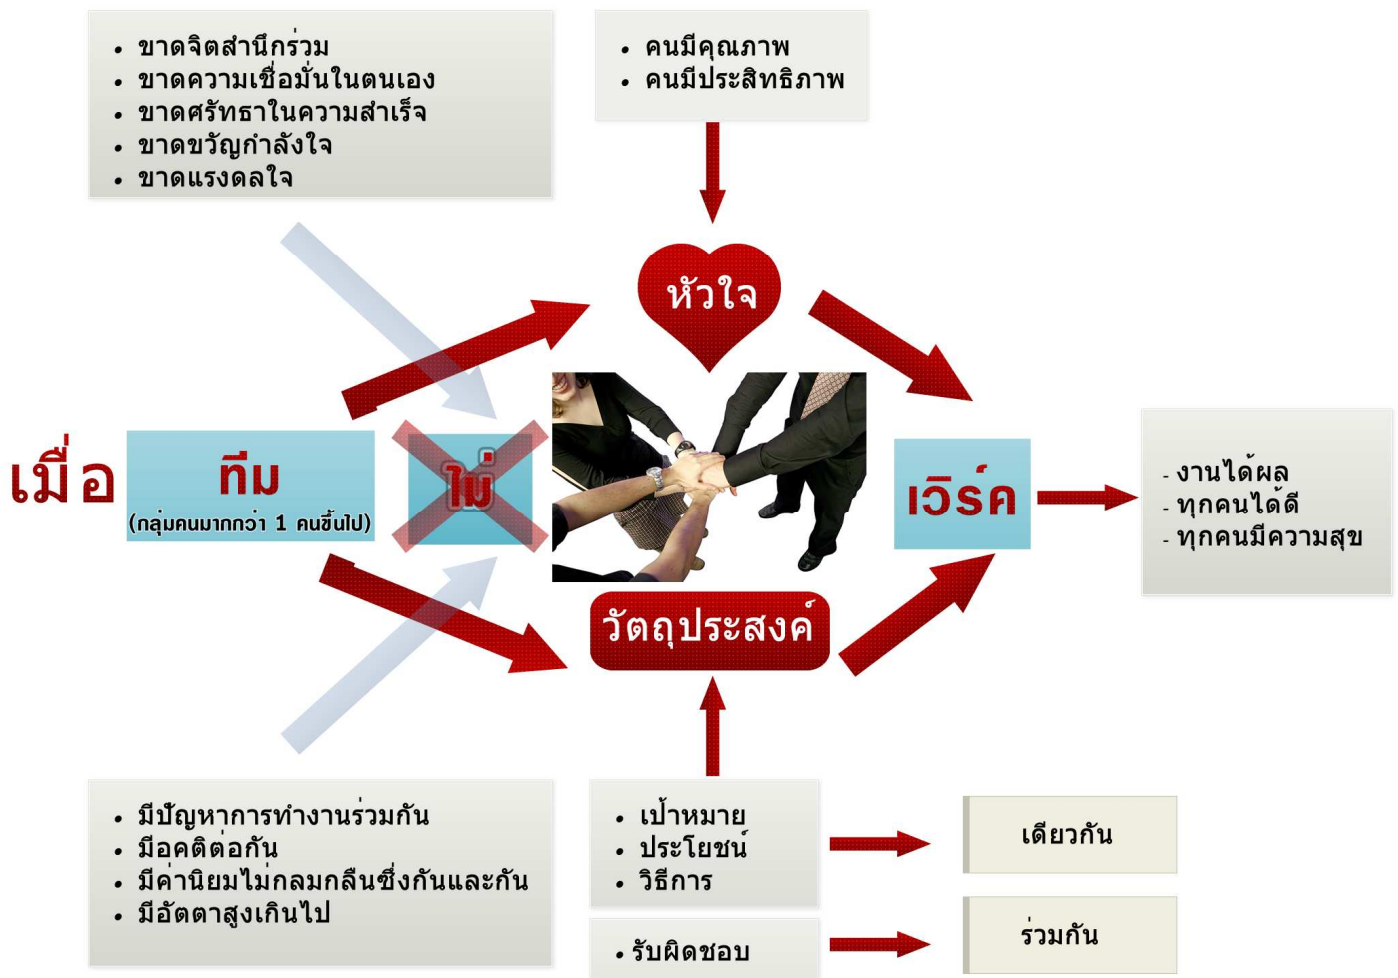 • ขาดจิตสำนึกร่วม
• ขาดความเชื่อมั่นในตนเอง
• ขาดศรัทธาในความสำเร็จ
• ขาดขวัญกำลังใจ
• ขาดแรงดลใจ
• คนมีคุณภาพ
• คนมีประสิทธิภาพ
หัวใจ
เมื่อ
ทีม
(กลุ่มคนมากกว่า 1 คนขึ้นไป)
ไม่
เวิร์ค
- งานได้ผล
- ทุกคนได้ดี
- ทุกคนมีความสุข
วัตถุประสงค์
• มีปัญหาการทำงานร่วมกัน
• มีอคติต่อกัน
• มีค่านิยมไม่กลมกลืนซึ่งกันและกัน
• มีอัตตาสูงเกินไป
• เป้าหมาย
• ประโยชน์
• วิธีการ
เดียวกัน
• รับผิดชอบ
ร่วมกัน